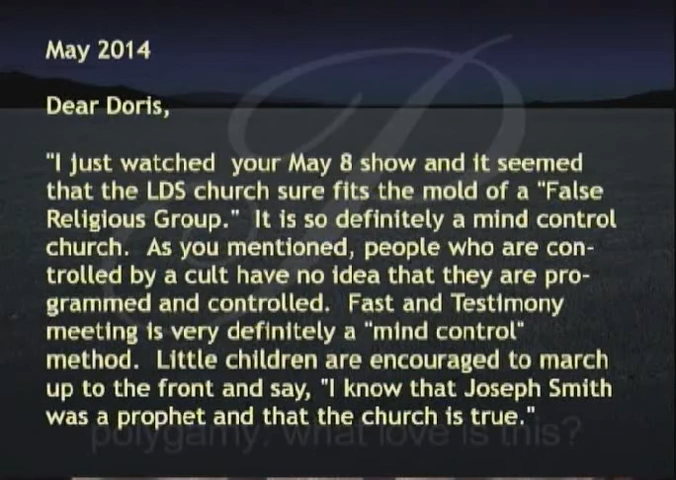 May 2014
Dear Doris,
"I just watched your May 8 show and it seemed
that the LDS church sure fits the mold of a "False
Religious Group." It is so definitely a mind control
church. As you mentioned, people who are con-
trolled by a cult have no idea that they are pro-
grammed and controlled. Fast and Testimony
meeting is very definitely a "mind control"
method. Little children are encouraged to march
up to the front and say, "I know that Joseph Smith
was a prophet and that the church is true."
polygamy: what love is this?